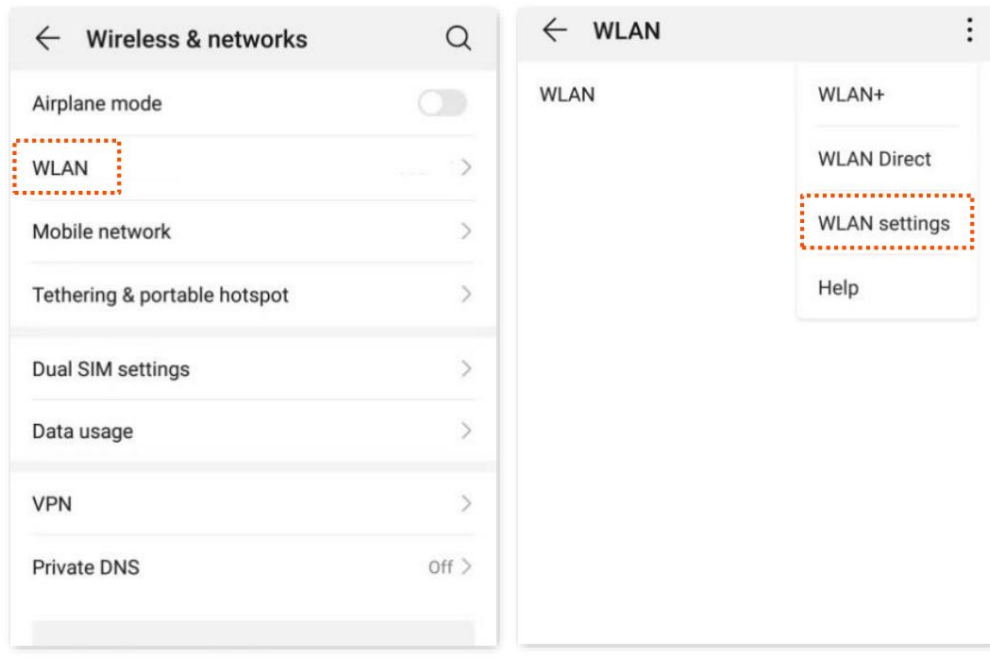 Wireless & networks
Airplane mode
WLAN
Mobile network
Tethering & portable hotspot
Dual SIM settings
Data usage
VPN
Private DNS
Off
WLAN
WLAN
WLAN+
WLAN Direct
WLAN settings
Help